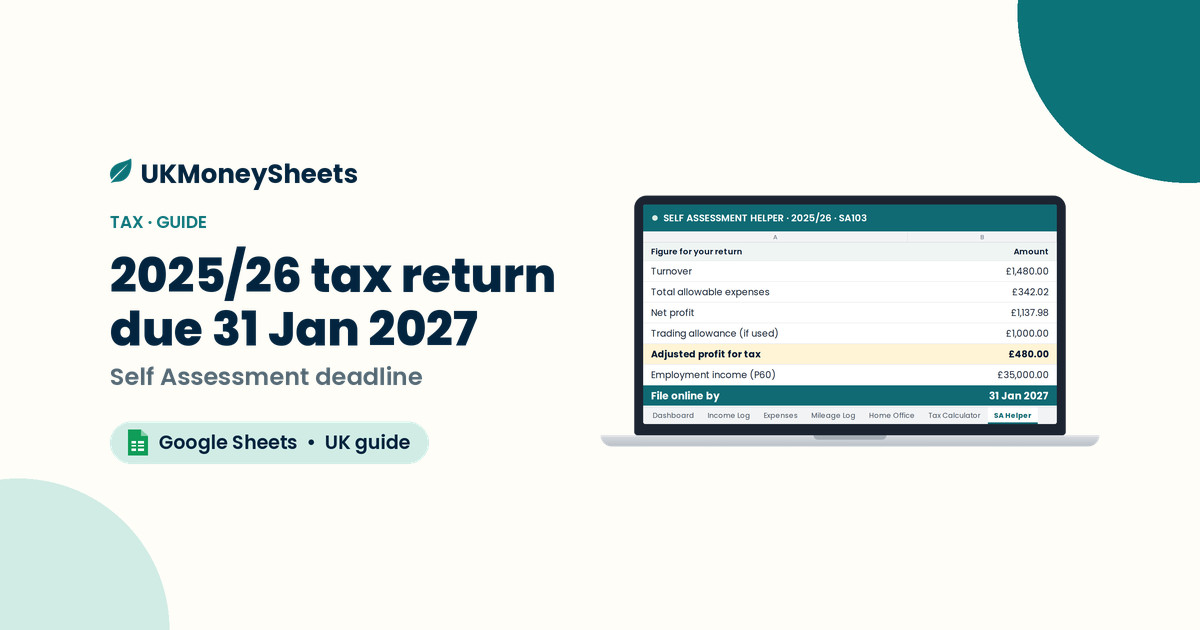 UKMoneySheets
TAX · GUIDE
2025/26 tax return
due 31 Jan 2027
Self Assessment deadline
Google Sheets • UK guide
SELF ASSESSMENT HELPER · 2025/26 · SA103
A B
Figure for your return Amount
Turnover £1,480.00
Total allowable expenses £342.02
Net profit £1,137.98
Trading allowance (if used) £1,000.00
Adjusted profit for tax £480.00
Employment income (P60) £35,000.00
File online by 31 Jan 2027
Dashboard Income Log Expenses Mileage Log Home Office Tax Calculator SA Helper